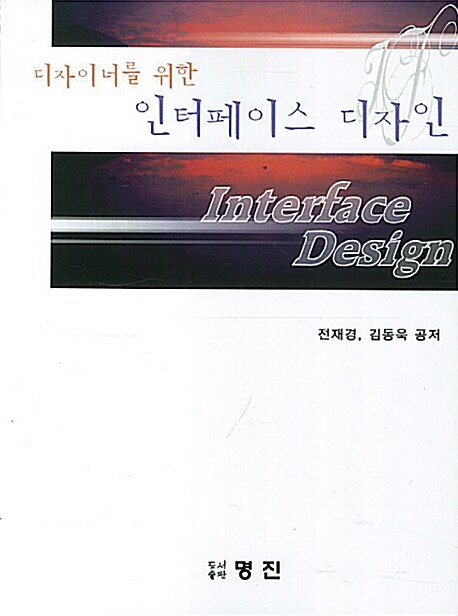 디자이너를 위한
인터페이스 디자인
Interface
Design
전재경, 김동욱 공저
도서
출판 명진